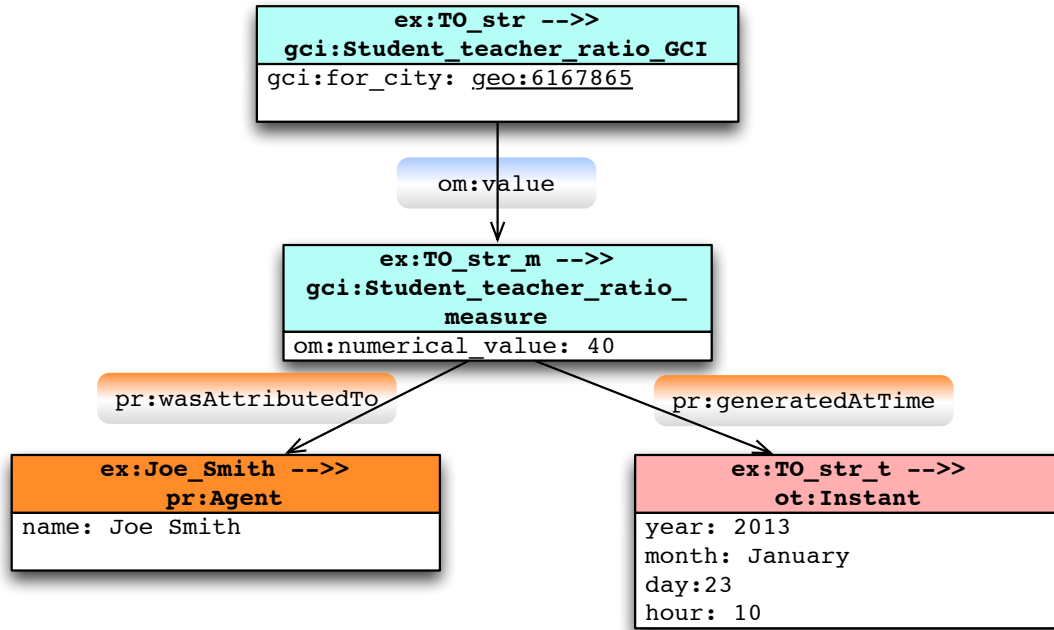 ex:TO_str -->>
gci:Student_teacher_ratio_GCI
gci:for_city: geo:6167865
om:value
ex:TO_str_m -->>
gci:Student_teacher_ratio_
measure
om:numerical_value: 40
pr:wasAttributedTo
pr:generatedAtTime
ex:Joe_Smith -->>
pr:Agent
name: Joe Smith
ex:TO_str_t -->>
ot:Instant
year: 2013
month: January
day:23
hour: 10